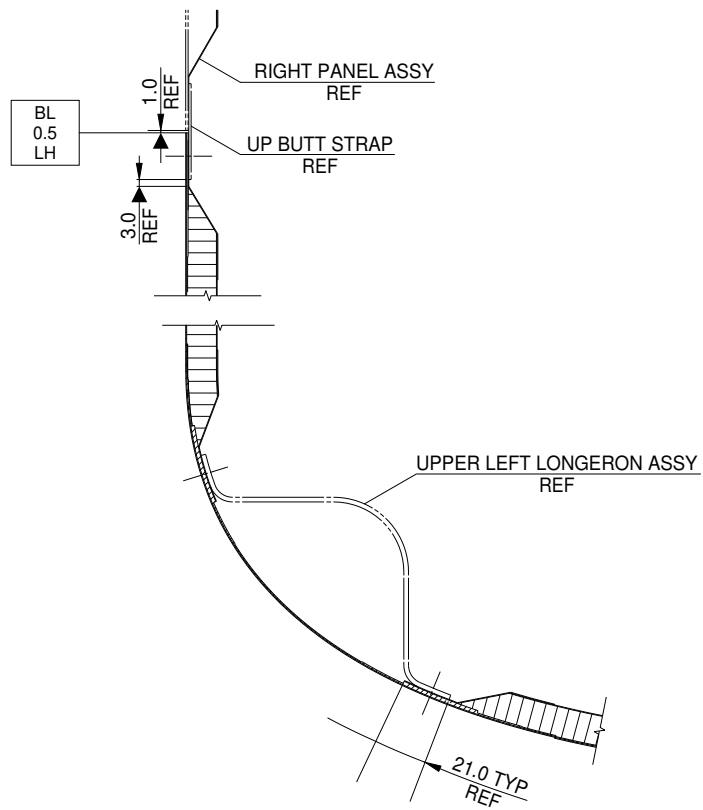 RIGHT PANEL ASSY
REF
1.0
REF
BL
0.5
LH
UP BUTT STRAP
REF
3.0
REF
UPPER LEFT LONGERON ASSY
REF
21.0 TYP
REF